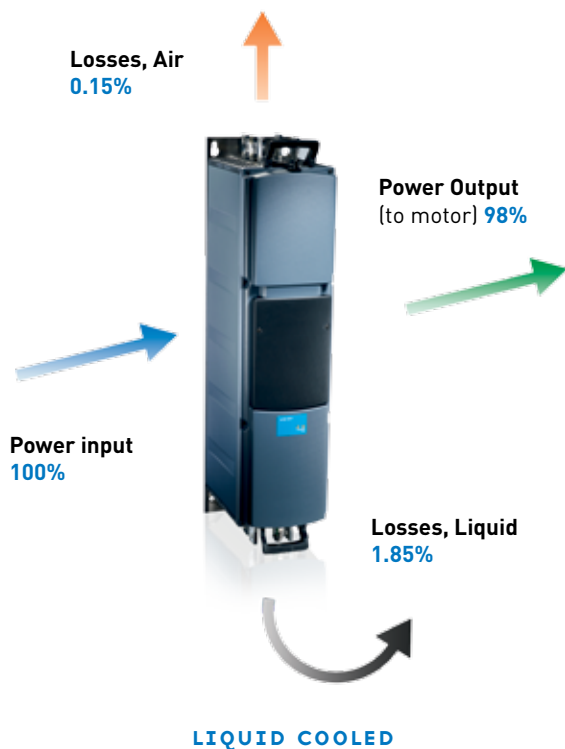 Losses, Air
0.15%
Power Output
(to motor) 98%
Power input
100%
Losses, Liquid
1.85%
LIQUID COOLED